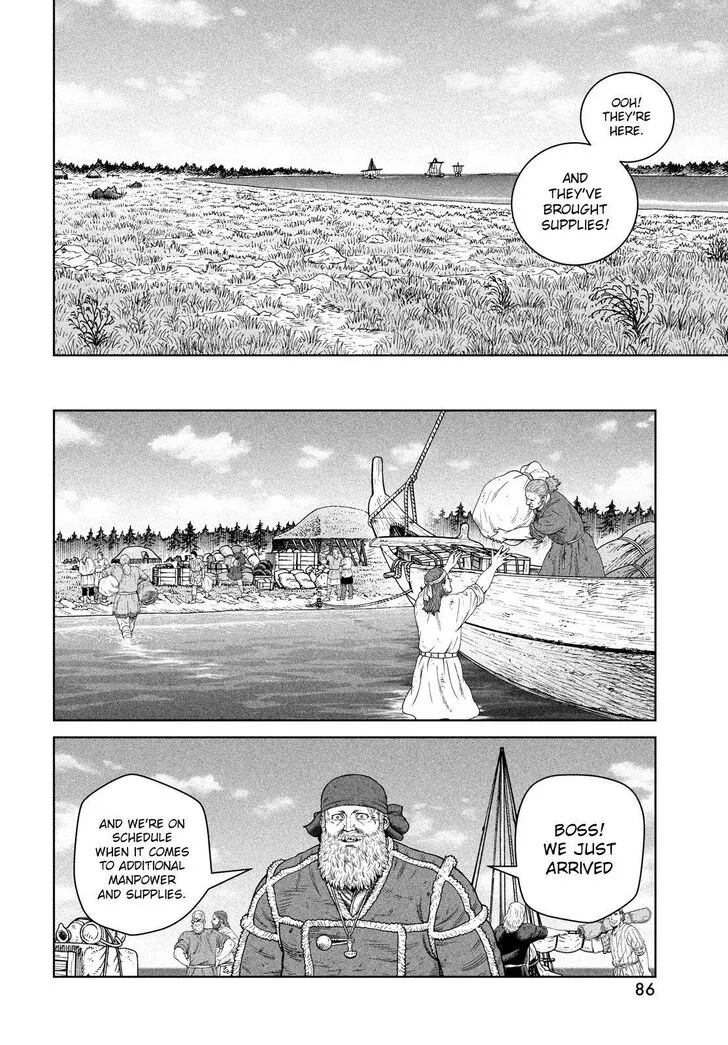 OOH!
THEY'RE
HERE.
AND
THEY'VE
BROUGHT
SUPPLIES!
BOSS!
WE JUST
ARRIVED
AND WE'RE ON
SCHEDULE
WHEN IT COMES
TO ADDITIONAL
MANPOWER
AND SUPPLIES.
86